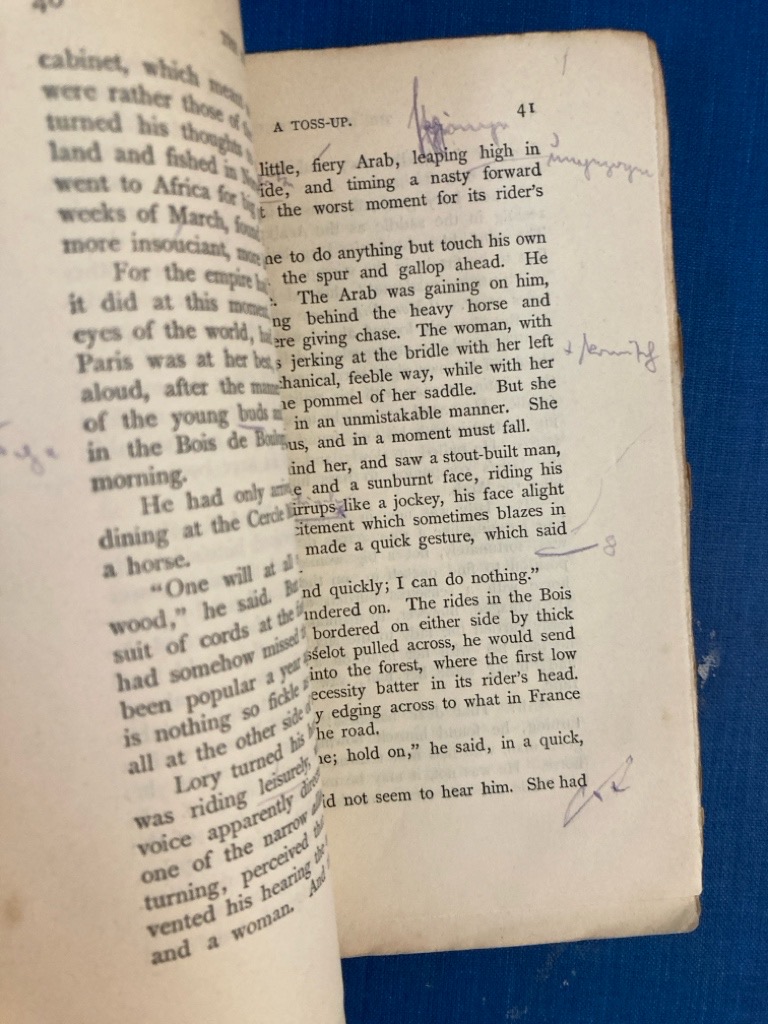 40
cabinet, which meant
were rather those of
turned his thoughts
land and fished in
went to Africa for
weeks of March,
more insouciant,
For the empire
it did at this moment
eyes of the world,
Paris was at her
aloud, after the
of the young buds
in the Bois de
morning.
He had only
dining at the Cercle
a horse.
"One will at all
wood," he said.
suit of cords at the
had somehow missed
been popular a year
is nothing so fickle
all at the other side
Lory turned his
was riding leisurely,
voice apparently
one of the narrow
turning, perceived
vented his hearing the
and a woman. And
A TOSS-UP. 41
little, fiery Arab, leaping high in
ide, and timing a nasty forward
t the worst moment for its rider's
ne to do anything but touch his own
the spur and gallop ahead. He
The Arab was gaining on him,
ng behind the heavy horse and
ere giving chase. The woman, with
s jerking at the bridle with her left
hanical, feeble way, while with her
he pommel of her saddle. But she
in an unmistakable manner. She
us, and in a moment must fall.
ind her, and saw a stout-built man,
e and a sunburnt face, riding his
irrups like a jockey, his face alight
citement which sometimes blazes in
made a quick gesture, which said
nd quickly; I can do nothing."
ndered on. The rides in the Bois
bordered on either side by thick
sselot pulled across, he would send
into the forest, where the first low
ecessity batter in its rider's head.
y edging across to what in France
he road.
ne; hold on," he said, in a quick,
id not seem to hear him. She had